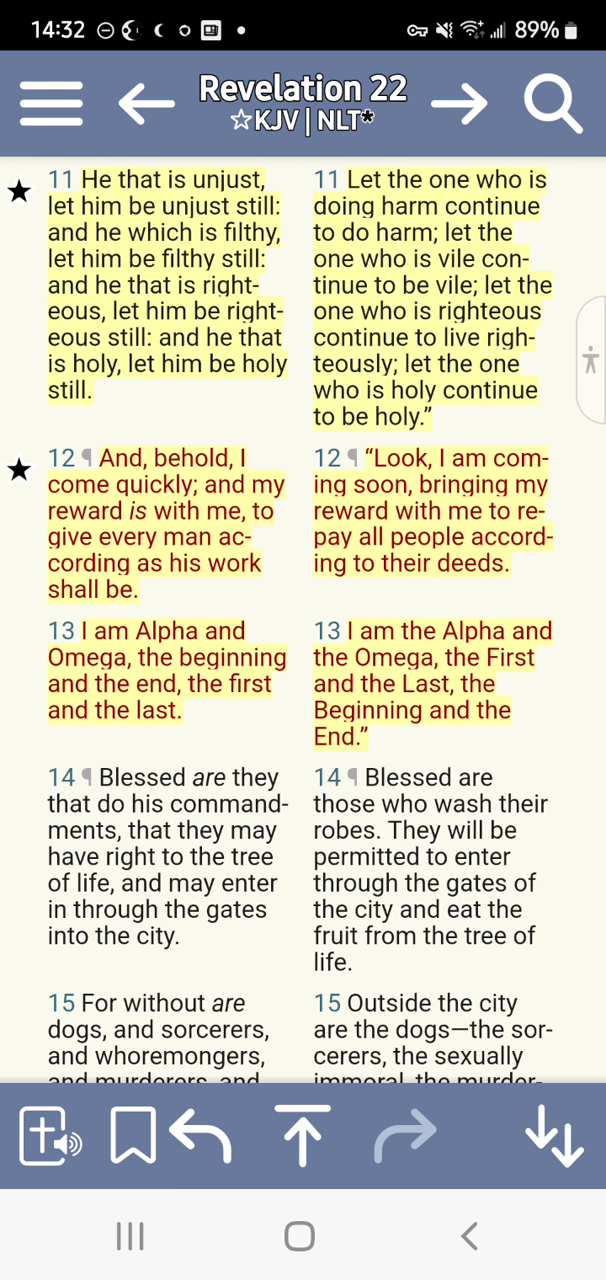 14:32
89%
Revelation 22
☆KJV | NLT*
11 He that is unjust,
let him be unjust still:
and he which is filthy,
let him be filthy still:
and he that is right-
eous, let him be right-
eous still: and he that
is holy, let him be holy
still.
12 ¶ And, behold, I
come quickly; and my
reward is with me, to
give every man ac-
cording as his work
shall be.
13 I am Alpha and
Omega, the beginning
and the end, the first
and the last.
14 ¶ Blessed are they
that do his command-
ments, that they may
have right to the tree
of life, and may enter
in through the gates
into the city.
15 For without are
dogs, and sorcerers,
and whoremongers,
and murderers, and
11 Let the one who is
doing harm continue
to do harm; let the
one who is vile con-
tinue to be vile; let the
one who is righteous
continue to live righ-
teously; let the one
who is holy continue
to be holy.”
12 ¶ “Look, I am com-
ing soon, bringing my
reward with me to re-
pay all people accord-
ing to their deeds.
13 I am the Alpha and
the Omega, the First
and the Last, the
Beginning and the
End.”
14 ¶ Blessed are
those who wash their
robes. They will be
permitted to enter
through the gates of
the city and eat the
fruit from the tree of
life.
15 Outside the city
are the dogs—the sor-
cerers, the sexually
immoral, the murder-